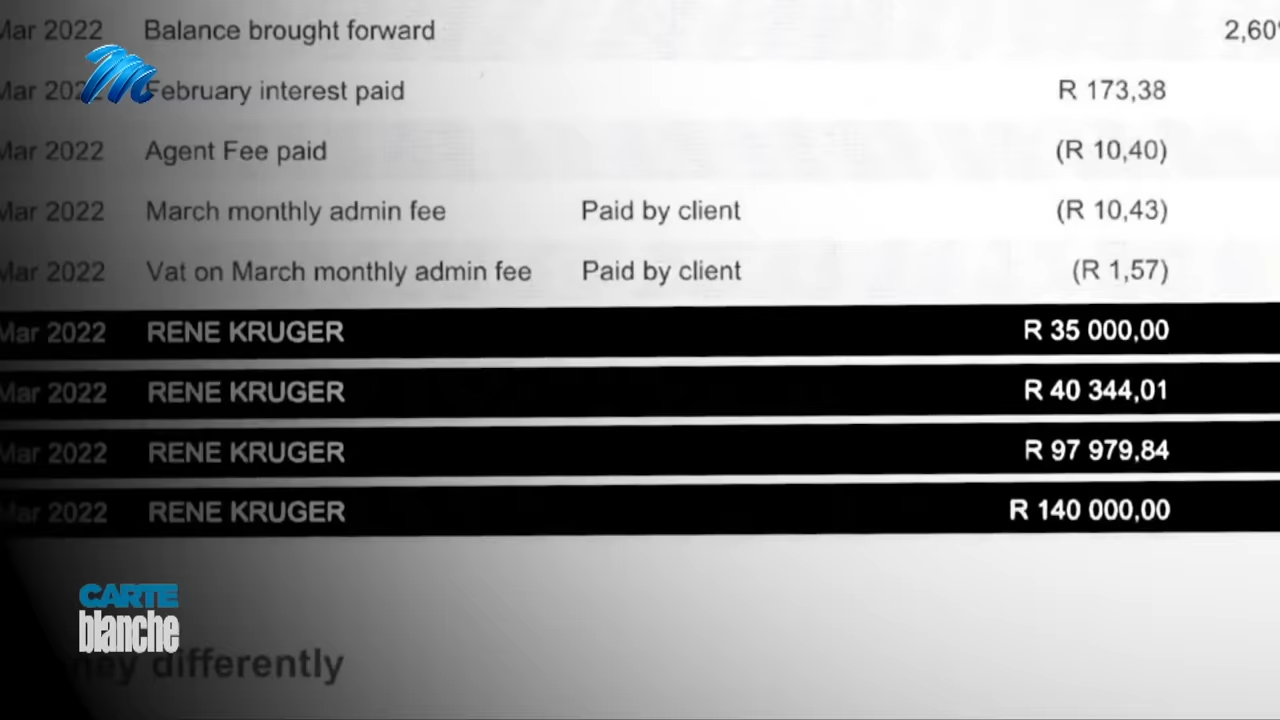 Mar 2022 Balance brought forward 2,60
Mar 202 February interest paid R 173,38
Mar 2022 Agent Fee paid (R 10,40)
Mar 2022 March monthly admin fee Paid by client (R 10,43)
Mar 2022 Vat on March monthly admin fee Paid by client (R 1,57)
Mar 2022 RENE KRUGER R 35 000,00
Mar 2022 RENE KRUGER R 40 344,01
Mar 2022 RENE KRUGER R 97 979,84
Mar 2022 RENE KRUGER R 140 000,00
CARTE
blanche
differently